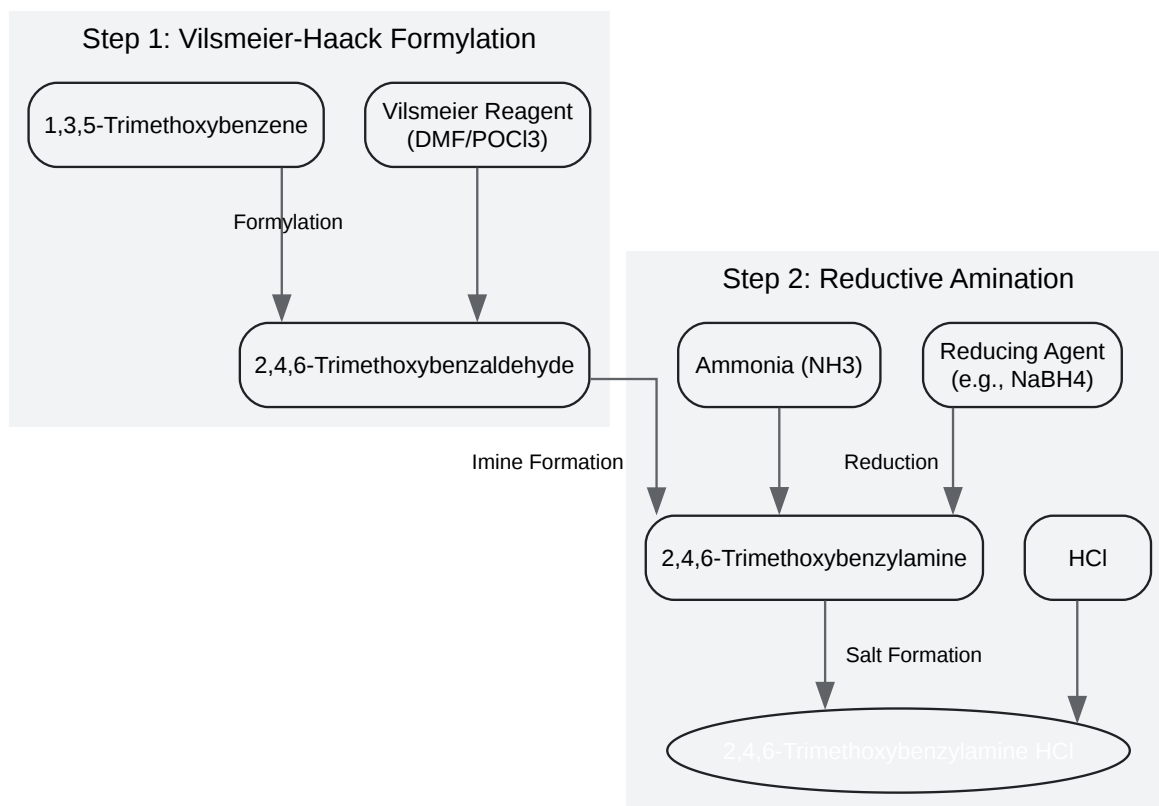 Step 1: Vilsmeier-Haack Formylation
1,3,5-Trimethoxybenzene
Vilsmeier Reagent
(DMF/POCl3)
Formylation
2,4,6-Trimethoxybenzaldehyde
Step 2: Reductive Amination
Ammonia (NH3)
Reducing Agent
(e.g., NaBH4)
Imine Formation
Reduction
2,4,6-Trimethoxybenzylamine
HCl
Salt Formation
2,4,6-Trimethoxybenzylamine HCl